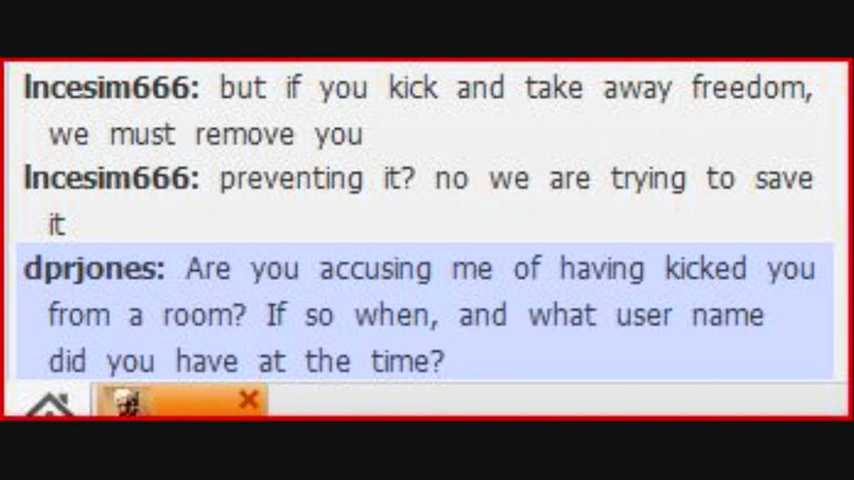 lncesim666: but if you kick and take away freedom,
we must remove you
lncesim666: preventing it? no we are trying to save
it
dprjones: Are you accusing me of having kicked you
from a room? If so when, and what user name
did you have at the time?